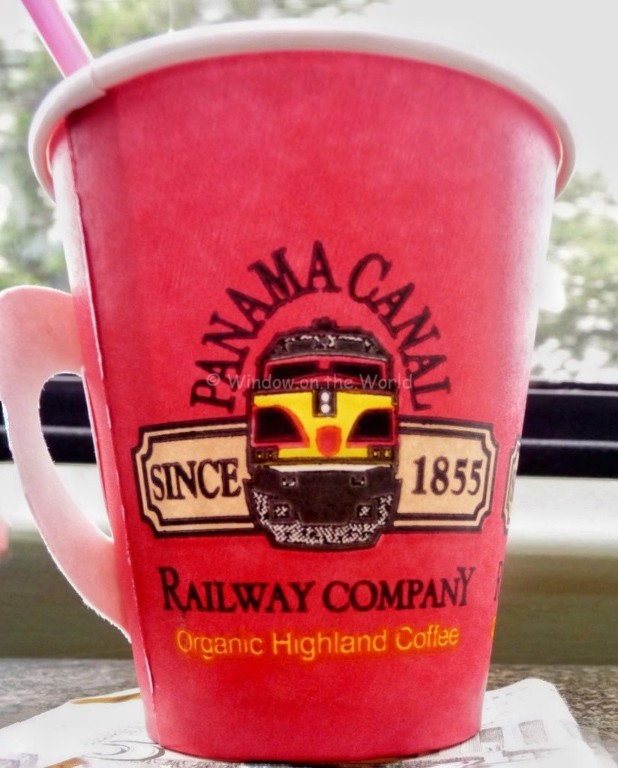 PANAMA CANAL
© Window on the World
SINCE 1855
RAILWAY COMPANY
Organic Highland Coffee